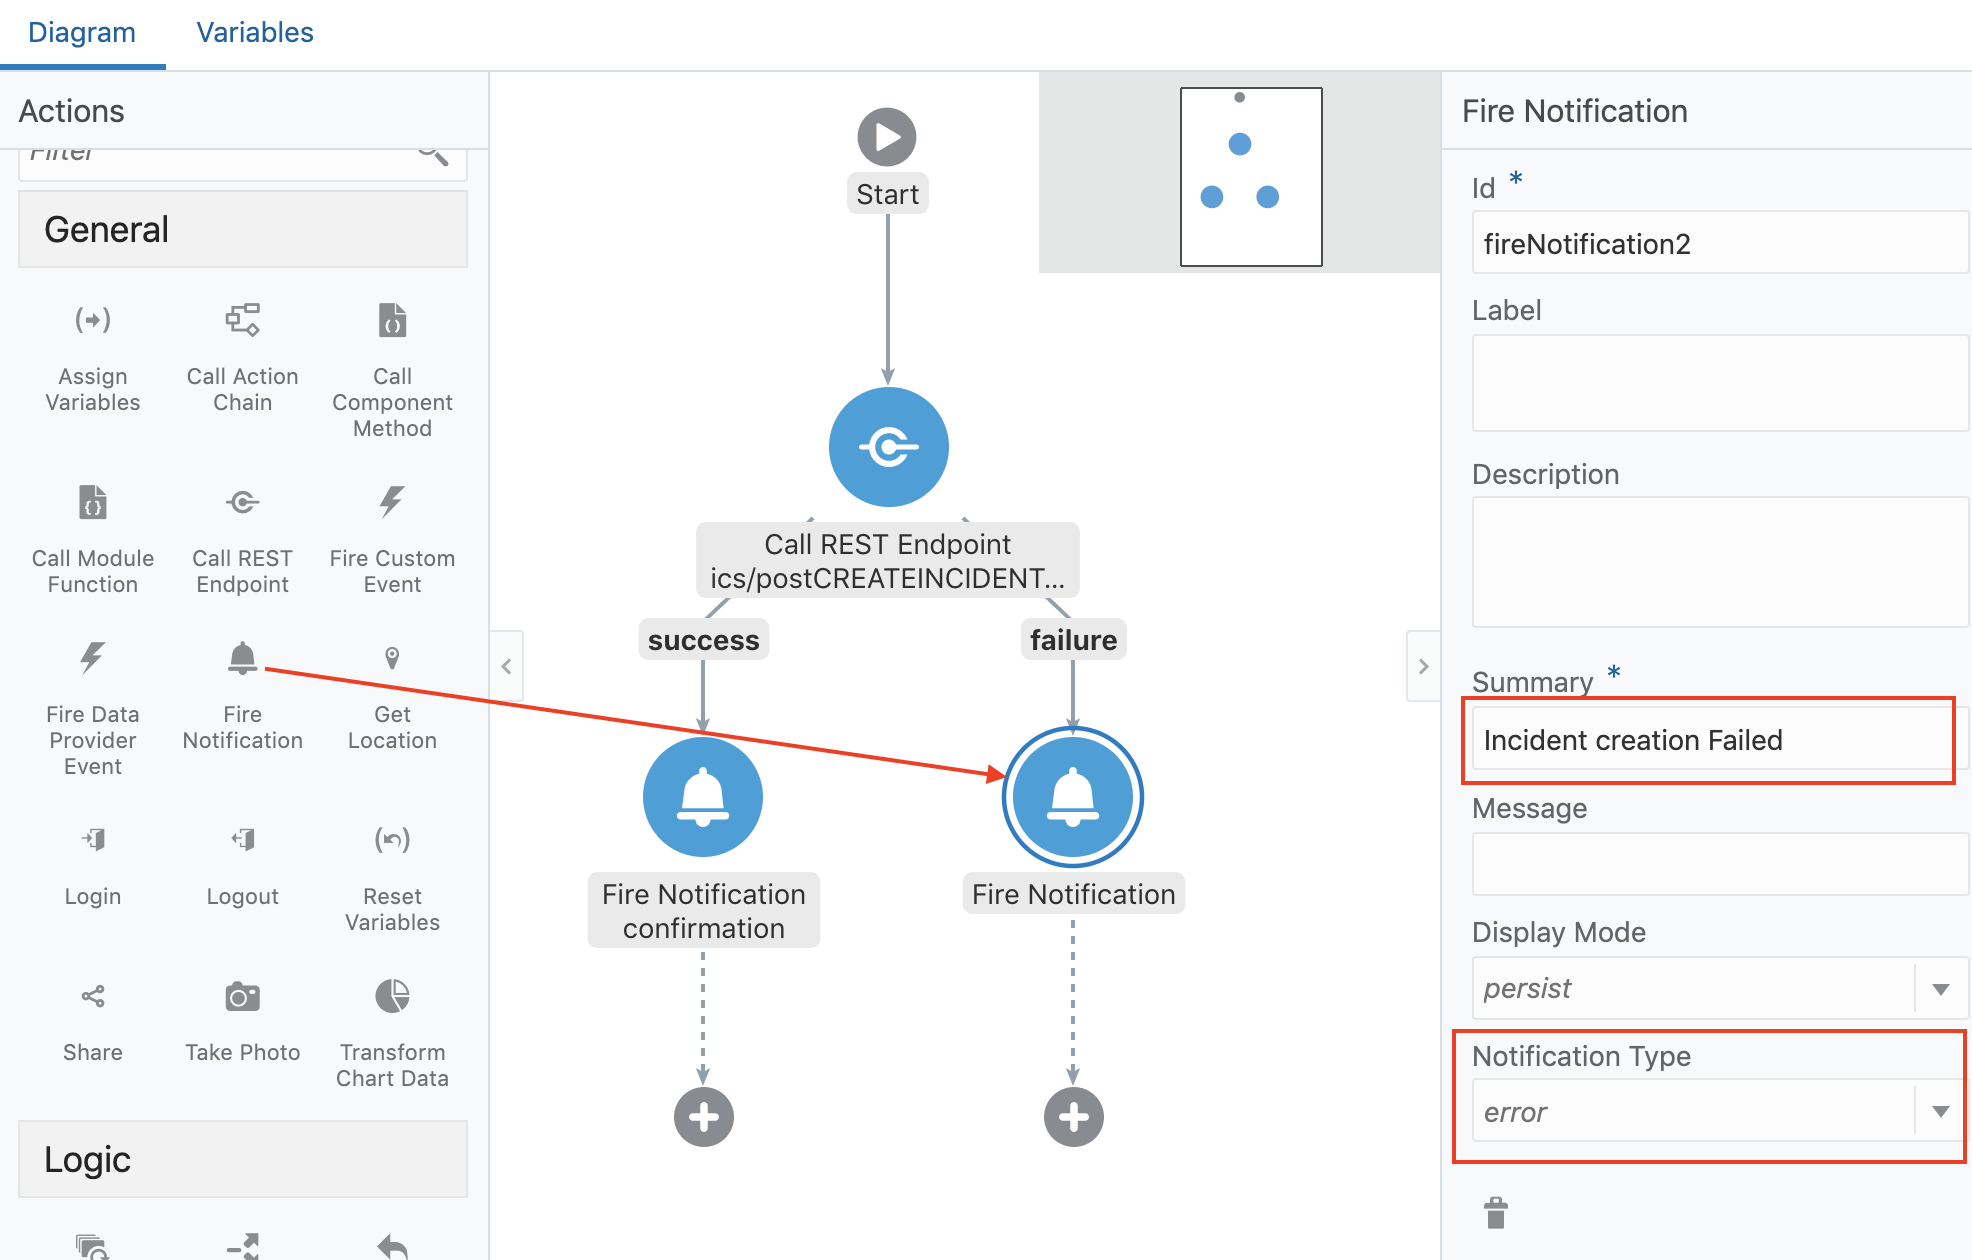 Diagram
Variables
Actions
Filter
General
Assign
Variables
Call Action
Chain
Call
Component
Method
Call Module
Function
Call REST
Endpoint
Fire Custom
Event
Fire Data
Provider
Event
Fire
Notification
Get
Location
Login
Logout
Reset
Variables
Share
Take Photo
Transform
Chart Data
Logic
Start
Call REST Endpoint
ics/postCREATEINCIDENT...
success
failure
Fire Notification
confirmation
Fire Notification
Fire Notification
Id *
fireNotification2
Label
Description
Summary *
Incident creation Failed
Message
Display Mode
persist
Notification Type
error